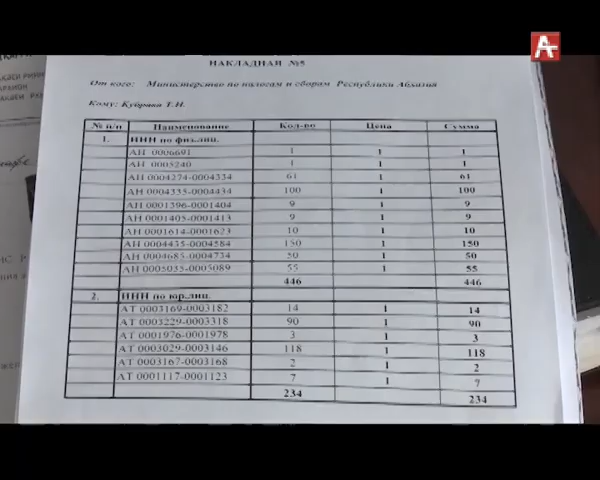 НАКЛАДНАЯ №5
От кого: Министерство по налогам и сборам Республики Абхазия
Кому: Кубрава Т.Н.
№ п/п Наименование Кол-во Цена Сумма
1. ИНН по физ.лиц.
АН 0006691 1 1 1
АН 0005240 1 1 1
АН 0004274-0004334 61 1 61
АН 0004335-0004434 100 1 100
АН 0001396-0001404 9 1 9
АН 0001405-0001413 9 1 9
АН 0001614-0001623 10 1 10
АН 0004435-0004584 150 1 150
АН 0004685-0004734 50 1 50
АН 0005035-0005089 55 1 55
446 446
2. ИНН по юр.лиц.
АТ 0003169-0003182 14 1 14
АТ 0003229-0003318 90 1 90
АТ 0001976-0001978 3 1 3
АТ 0003029-0003146 118 1 118
АТ 0003167-0003168 2 1 2
АТ 0001117-0001123 7 1 7
234 234